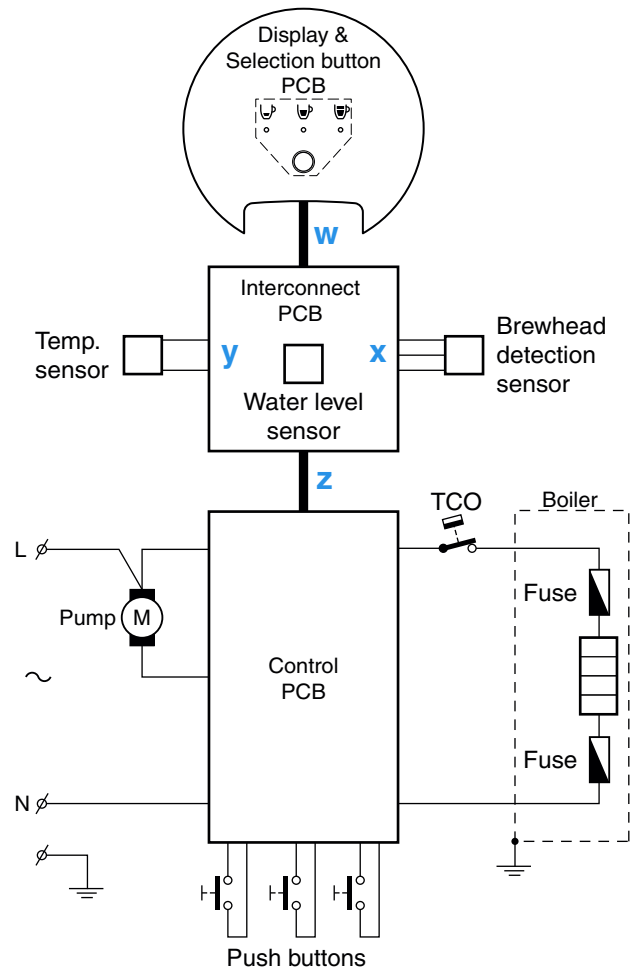 Display &
Selection button
PCB
w
Interconnect
PCB
Temp.
sensor
y
x
Brewhead
detection
sensor
Water level
sensor
z
TCO
Boiler
L
Fuse
Pump
M
Control
PCB
Fuse
N
Push buttons